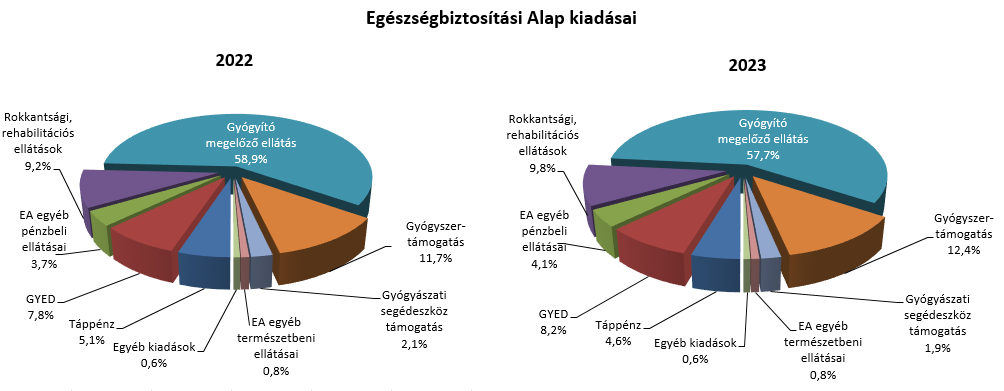 Egészségbiztosítási Alap kiadásai
2022
Gyógyító
megelőző ellátás
58,9%
Gyógyszer-
támogatás
11,7%
Gyógyászati
segédeszköz
támogatás
2,1%
EA egyéb
természetbeni
ellátásai
0,8%
Egyéb kiadások
0,6%
Táppénz
5,1%
GYED
7,8%
EA egyéb
pénzbeli
ellátásai
3,7%
Rokkantsági,
rehabilitációs
ellátások
9,2%
2023
Gyógyító
megelőző ellátás
57,7%
Gyógyszer-
támogatás
12,4%
Gyógyászati
segédeszköz
támogatás
1,9%
EA egyéb
természetbeni
ellátásai
0,8%
Egyéb kiadások
0,6%
Táppénz
4,6%
GYED
8,2%
EA egyéb
pénzbeli
ellátásai
4,1%
Rokkantsági,
rehabilitációs
ellátások
9,8%